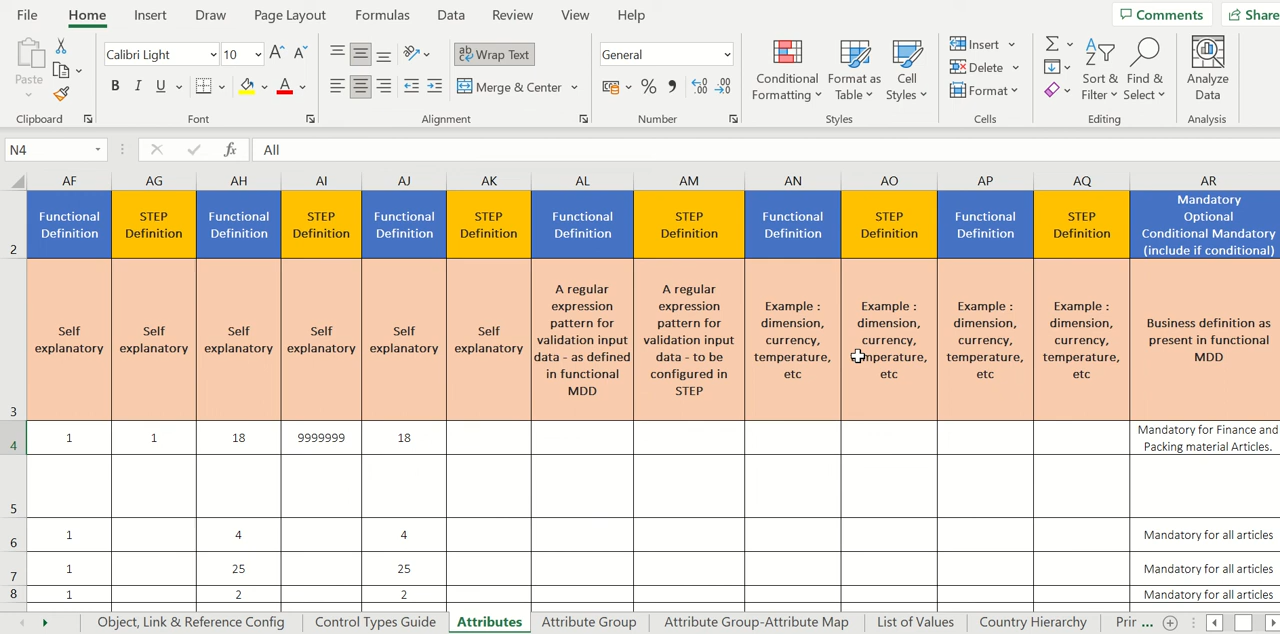 File Home Insert Draw Page Layout Formulas Data Review View Help Comments Share
Paste
Clipboard
Calibri Light 10
B I U
Font
ab Wrap Text
Merge & Center
Alignment
General
%
Number
Conditional
Formatting
Format as
Table
Cell
Styles
Styles
Insert
Delete
Format
Cells
Sort &
Filter
Find &
Select
Editing
Analyze
Data
Analysis
N4 fx All
AF AG AH AI AJ AK AL AM AN AO AP AQ AR
2
Functional
Definition
STEP
Definition
Functional
Definition
STEP
Definition
Functional
Definition
STEP
Definition
Functional
Definition
STEP
Definition
Functional
Definition
STEP
Definition
Functional
Definition
STEP
Definition
Mandatory
Optional
Conditional Mandatory
(include if conditional)
3
Self
explanatory
Self
explanatory
Self
explanatory
Self
explanatory
Self
explanatory
Self
explanatory
A regular
expression
pattern for
validation input
data - as defined
in functional
MDD
A regular
expression
pattern for
validation input
data - to be
configured in
STEP
Example :
dimension,
currency,
temperature,
etc
Example :
dimension,
currency,
temperature,
etc
Example :
dimension,
currency,
temperature,
etc
Example :
dimension,
currency,
temperature,
etc
Business definition as
present in functional
MDD
4 1 1 18 9999999 18
Mandatory for Finance and
Packing material Articles.
5
6 1 4 4 Mandatory for all articles
7 1 25 25 Mandatory for all articles
8 1 2 2 Mandatory for all articles
Object, Link & Reference Config Control Types Guide Attributes Attribute Group Attribute Group-Attribute Map List of Values Country Hierarchy Prir ...